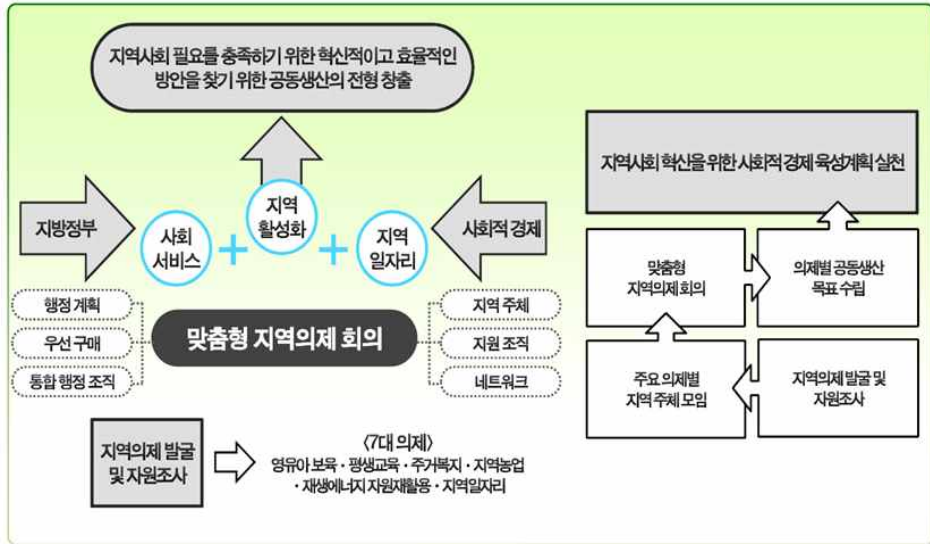 지역사회 필요를 충족하기 위한 혁신적이고 효율적인
방안을 찾기 위한 공동생산의 전형 창출
지방정부
사회
서비스
+
지역
활성화
+
지역
일자리
사회적 경제
행정 계획
우선 구매
통합 행정 조직
맞춤형 지역의제 회의
지역 주체
지원 조직
네트워크
지역의제 발굴
및 자원조사
〈7대 의제〉
영유아 보육·평생교육·주거복지·지역농업
·재생에너지 자원재활용·지역일자리
지역사회 혁신을 위한 사회적 경제 육성계획 실천
맞춤형
지역의제 회의
의제별 공동생산
목표 수립
주요 의제별
지역 주체 모임
지역의제 발굴 및
자원조사